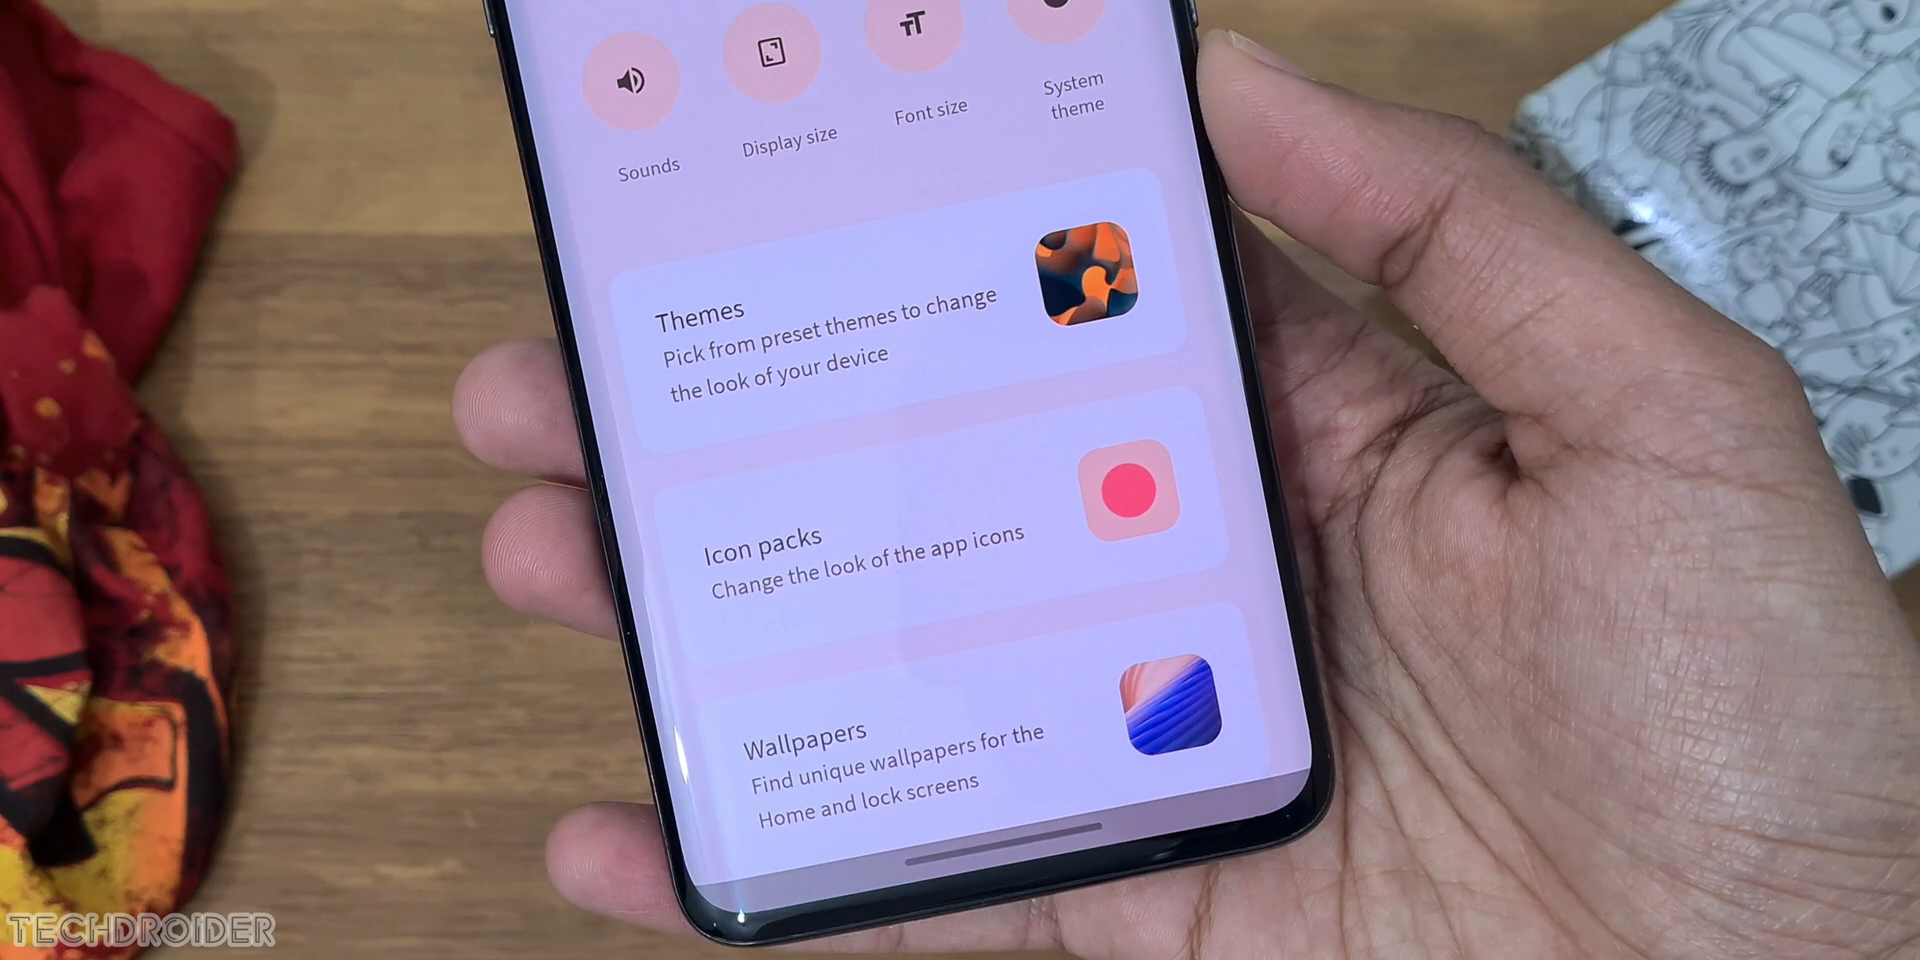 Sounds
Display size
Font size
System
theme
Themes
Pick from preset themes to change
the look of your device
Icon packs
Change the look of the app icons
Wallpapers
Find unique wallpapers for the
Home and lock screens
TECHDROIDER